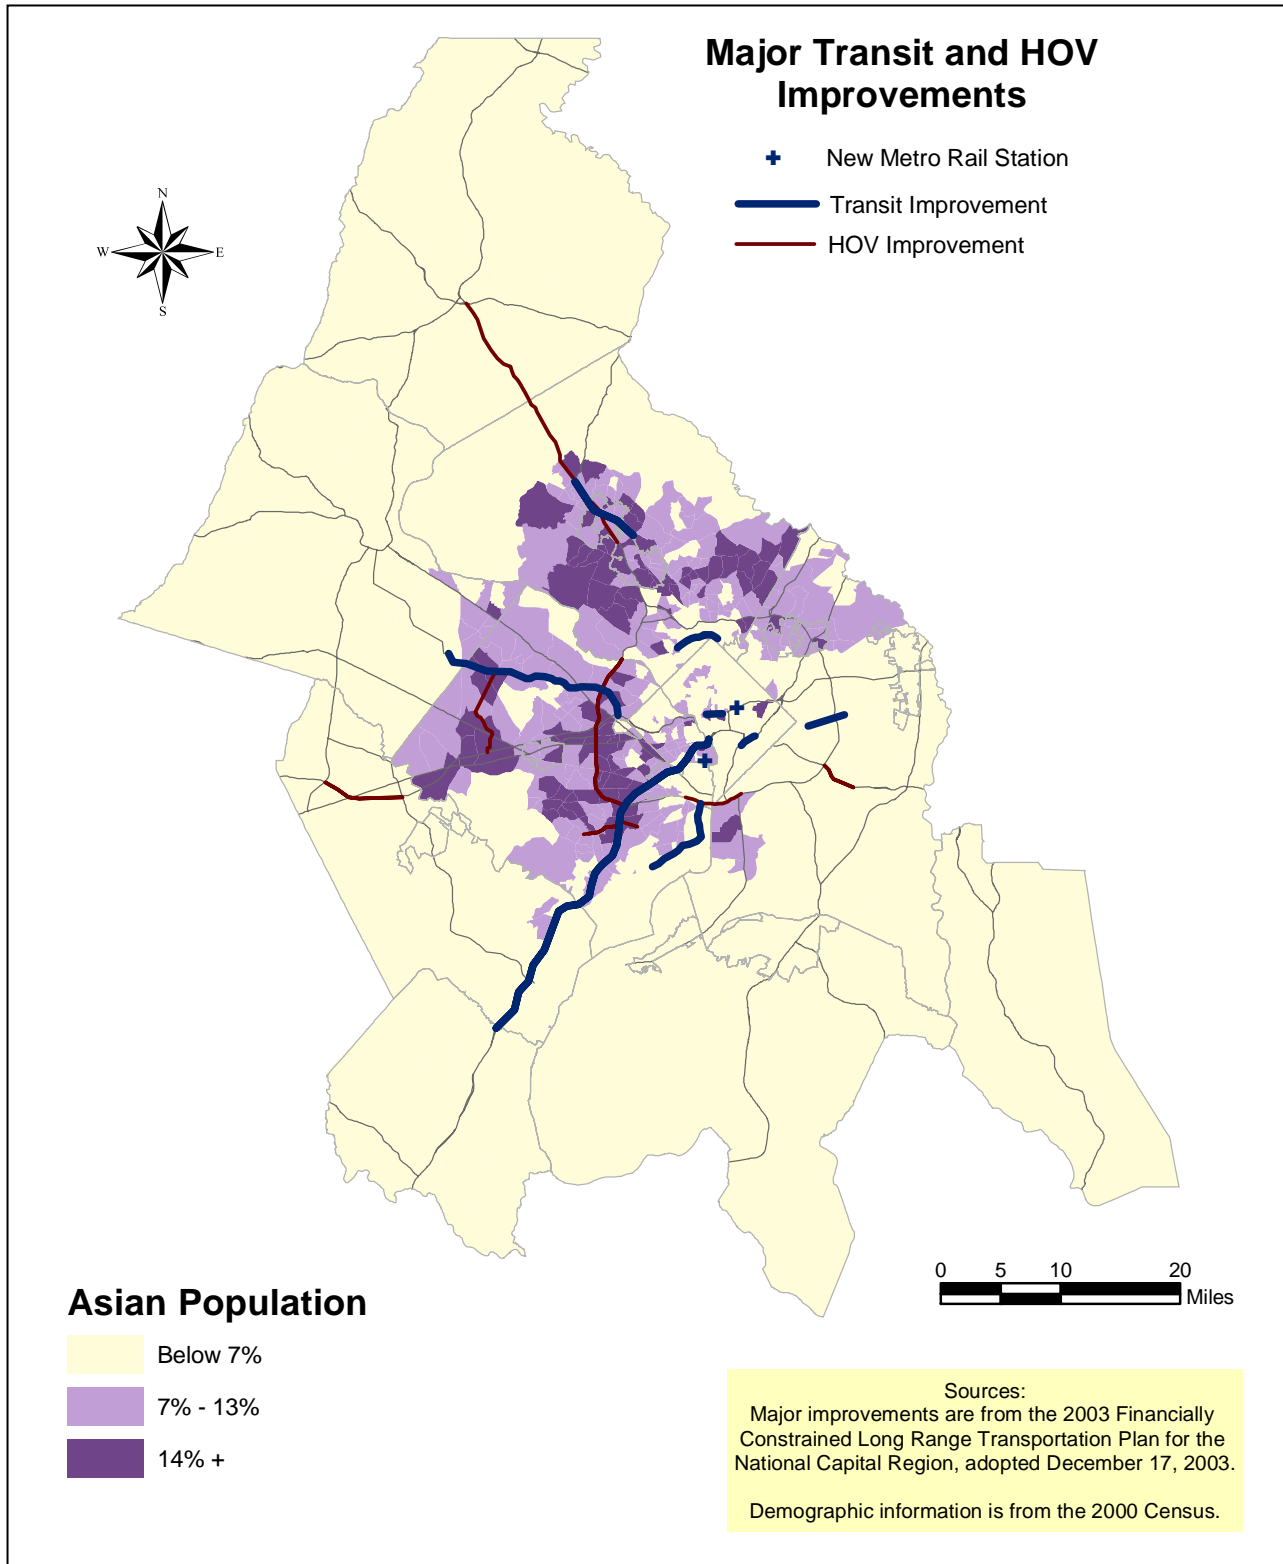 Major Transit and HOV
Improvements
New Metro Rail Station
Transit Improvement
HOV Improvement
N
W
E
S
0 5 10 20
Miles
Asian Population
Below 7%
7% - 13%
14% +
Sources:
Major improvements are from the 2003 Financially
Constrained Long Range Transportation Plan for the
National Capital Region, adopted December 17, 2003.
Demographic information is from the 2000 Census.